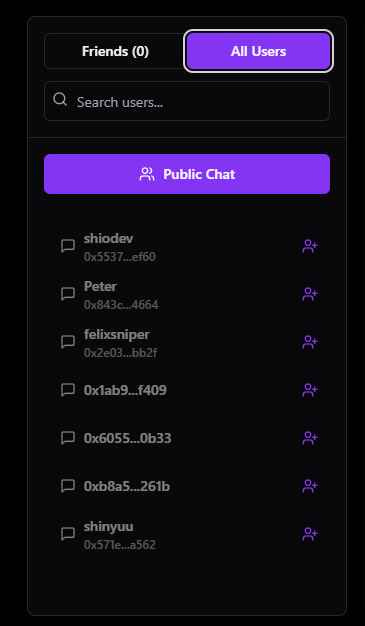 Friends (0)
All Users
Search users...
Public Chat
shiodev
0x5537...ef60
Peter
0x843c...4664
felixsniper
0x2e03...bb2f
0x1ab9...f409
0x6055...0b33
0xb8a5...261b
shinyuu
0x571e...a562